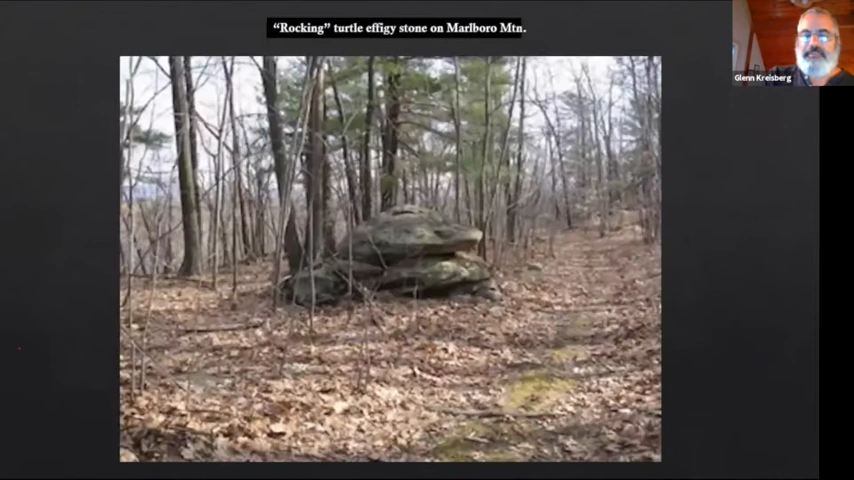 “Rocking” turtle effigy stone on Marlboro Mtn.
Glenn Kreisberg